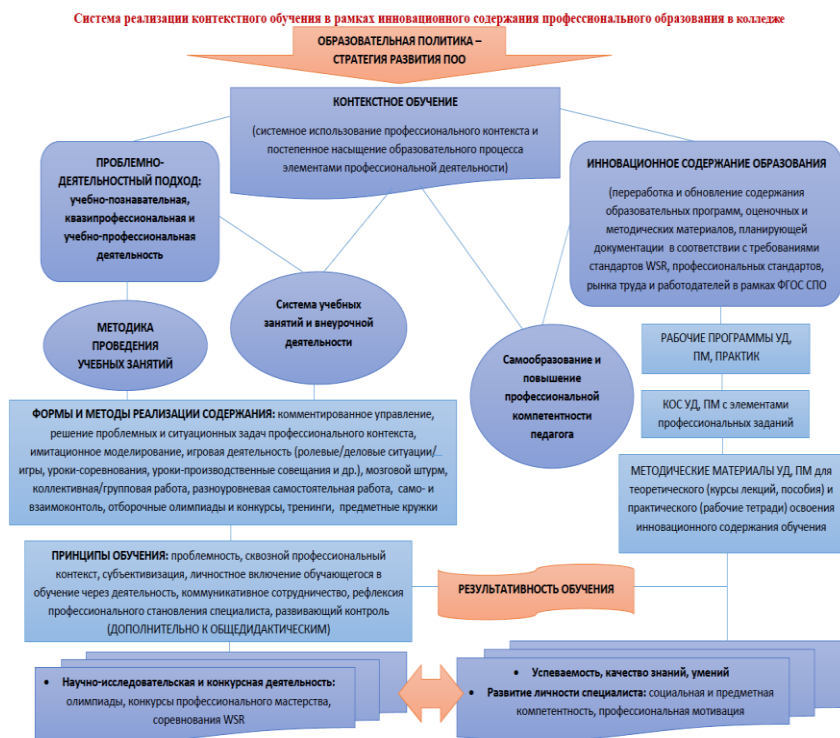 Система реализации контекстного обучения в рамках инновационного содержания профессионального образования в колледже
ОБРАЗОВАТЕЛЬНАЯ ПОЛИТИКА –
СТРАТЕГИЯ РАЗВИТИЯ ПОО
КОНТЕКСТНОЕ ОБУЧЕНИЕ
(системное использование профессионального контекста и
постепенное насыщение образовательного процесса
элементами профессиональной деятельности)
ПРОБЛЕМНО-
ДЕЯТЕЛЬНОСТНЫЙ ПОДХОД:
учебно-познавательная,
квазипрофессиональная и
учебно-профессиональная
деятельность
ИННОВАЦИОННОЕ СОДЕРЖАНИЕ ОБРАЗОВАНИЯ
(переработка и обновление содержания
образовательных программ, оценочных и
методических материалов, планирующей
документации в соответствии с требованиями
стандартов WSR, профессиональных стандартов,
рынка труда и работодателей в рамках ФГОС СПО
МЕТОДИКА
ПРОВЕДЕНИЯ
УЧЕБНЫХ ЗАНЯТИЙ
Система учебных
занятий и внеурочной
деятельности
Самообразование и
повышение
профессиональной
компетентности
педагога
РАБОЧИЕ ПРОГРАММЫ УД,
ПМ, ПРАКТИК
КОС УД, ПМ с элементами
профессиональных заданий
МЕТОДИЧЕСКИЕ МАТЕРИАЛЫ УД, ПМ для
теоретического (курсы лекций, пособия) и
практического (рабочие тетради) освоения
инновационного содержания обучения
ФОРМЫ И МЕТОДЫ РЕАЛИЗАЦИИ СОДЕРЖАНИЯ: комментированное управление,
решение проблемных и ситуационных задач профессионального контекста,
имитационное моделирование, игровая деятельность (ролевые/деловые ситуации/
игры, уроки-соревнования, уроки-производственные совещания и др.), мозговой штурм,
коллективная/групповая работа, разноуровневая самостоятельная работа, само- и
взаимоконтоль, отборочные олимпиады и конкурсы, тренинги, предметные кружки
ПРИНЦИПЫ ОБУЧЕНИЯ: проблемность, сквозной профессиональный
контекст, субъективизация, личностное включение обучающегося в
обучение через деятельность, коммуникативное сотрудничество, рефлексия
профессионального становления специалиста, развивающий контроль
(ДОПОЛНИТЕЛЬНО К ОБЩЕДИДАКТИЧЕСКИМ)
РЕЗУЛЬТАТИВНОСТЬ ОБУЧЕНИЯ
• Научно-исследовательская и конкурсная деятельность:
олимпиады, конкурсы профессионального мастерства,
соревнования WSR
• Успеваемость, качество знаний, умений
• Развитие личности специалиста: социальная и предметная
компетентность, профессиональная мотивация